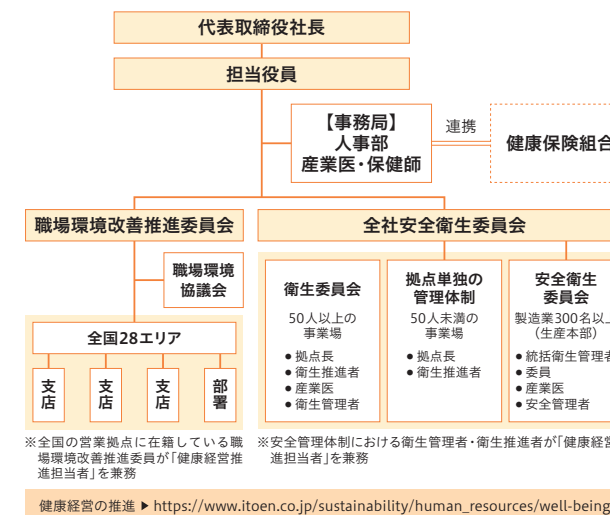 代表取締役社長
担当役員
【事務局】
人事部
産業医・保健師
連携
健康保険組合
職場環境改善推進委員会
全社安全衛生委員会
職場環境
協議会
全国28エリア
支店
支店
支店
部署
衛生委員会
50人以上の
事業場
●拠点長
●衛生推進者
●産業医
●衛生管理者
拠点単独の
管理体制
50人未満の
事業場
●拠点長
●衛生推進者
安全衛生
委員会
製造業300名以上
（生産本部）
●統括衛生管理者
●委員
●産業医
●安全管理者
※全国の営業拠点に在籍している職
場環境改善推進委員が「健康経営推
進担当者」を兼務
※安全管理体制における衛生管理者・衛生推進者が「健康経営
進担当者」を兼務
健康経営の推進 ▶ https://www.itoen.co.jp/sustainability/human_resources/well-being